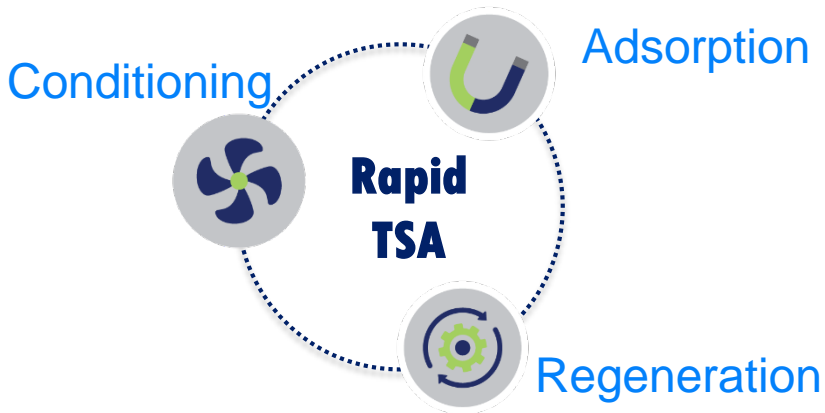 Adsorption
Conditioning
Rapid
TSA
Regeneration